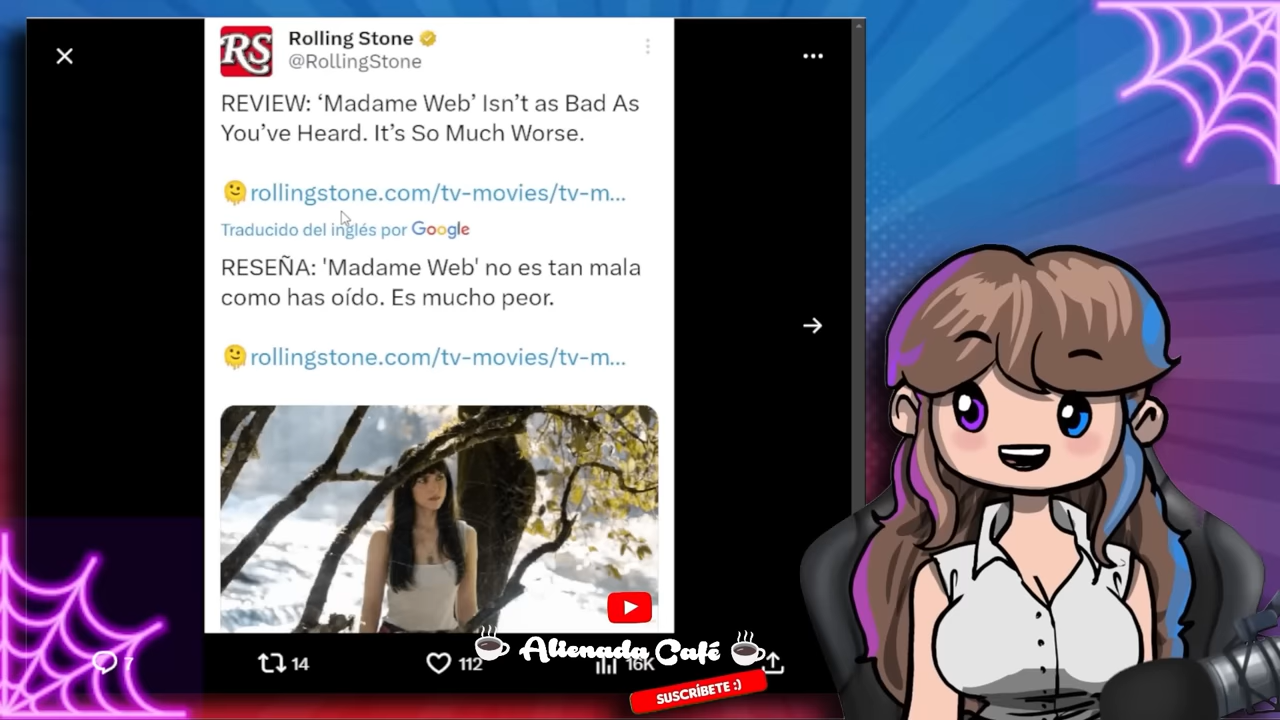 RS
Rolling Stone
@RollingStone
REVIEW: ‘Madame Web’ Isn’t as Bad As
You’ve Heard. It’s So Much Worse.
rollingstone.com/tv-movies/tv-m...
Traducido del inglés por Google
RESEÑA: 'Madame Web' no es tan mala
como has oído. Es mucho peor.
rollingstone.com/tv-movies/tv-m...
Alienada Café
7
14
112
16K
SUSCRÍBETE :)